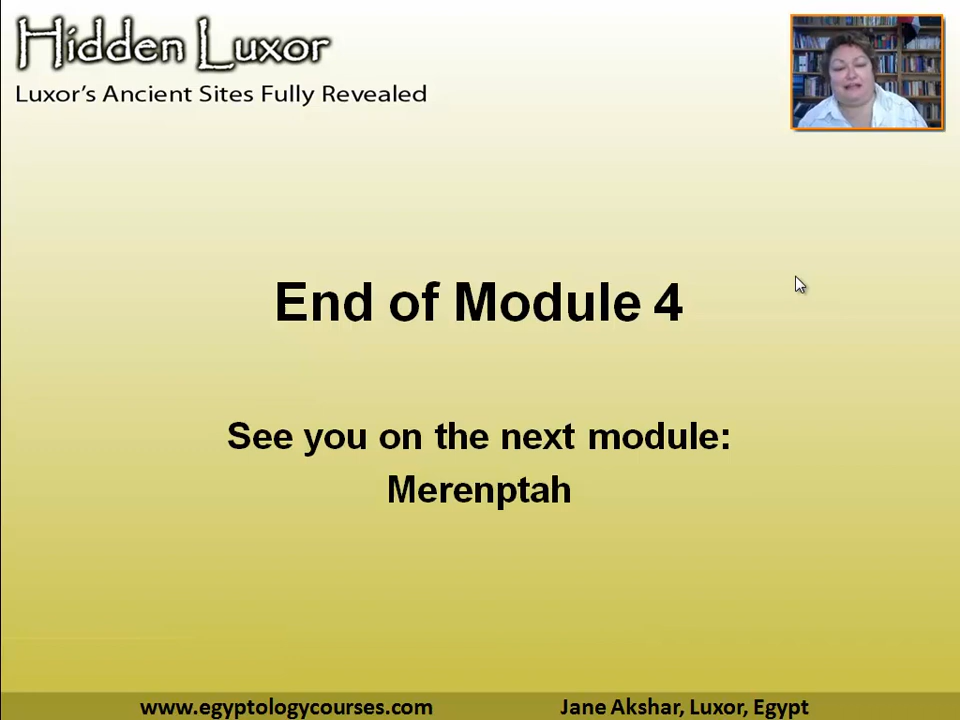 Hidden Luxor
Luxor's Ancient Sites Fully Revealed
End of Module 4
See you on the next module:
Merenptah
www.egyptologycourses.com
Jane Akshar, Luxor, Egypt